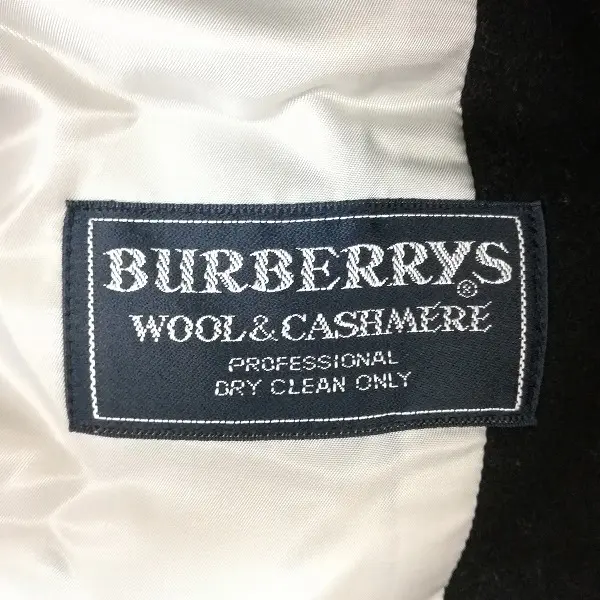 BURBERRYS®
WOOL & CASHMERE
PROFESSIONAL
DRY CLEAN ONLY